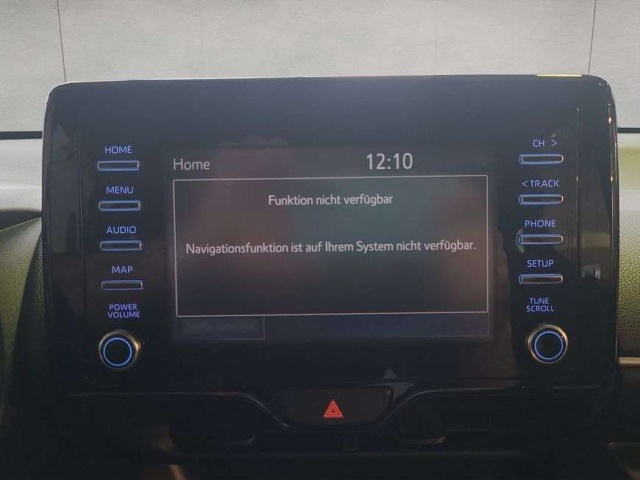 HOME
MENU
AUDIO
MAP
POWER
VOLUME
Home 12:10
Funktion nicht verfügbar
Navigationsfunktion ist auf Ihrem System nicht verfügbar.
CH >
< TRACK
PHONE
SETUP
TUNE
SCROLL